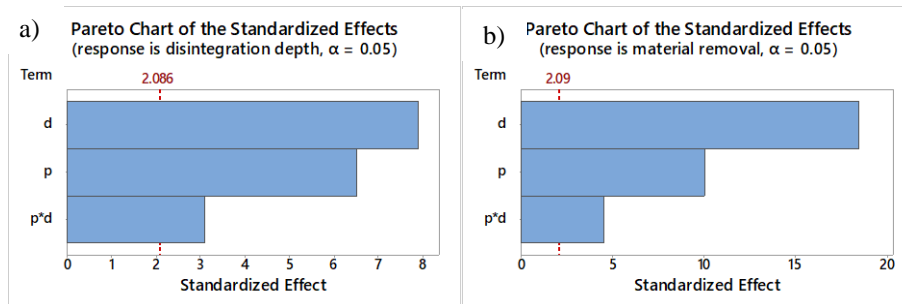 a)
Pareto Chart of the Standardized Effects
(response is disintegration depth, α = 0.05)
Term
2.086
d
p
p*d
0 1 2 3 4 5 6 7 8
Standardized Effect
b)
Pareto Chart of the Standardized Effects
(response is material removal, α = 0.05)
Term
2.09
d
p
p*d
0 5 10 15 20
Standardized Effect